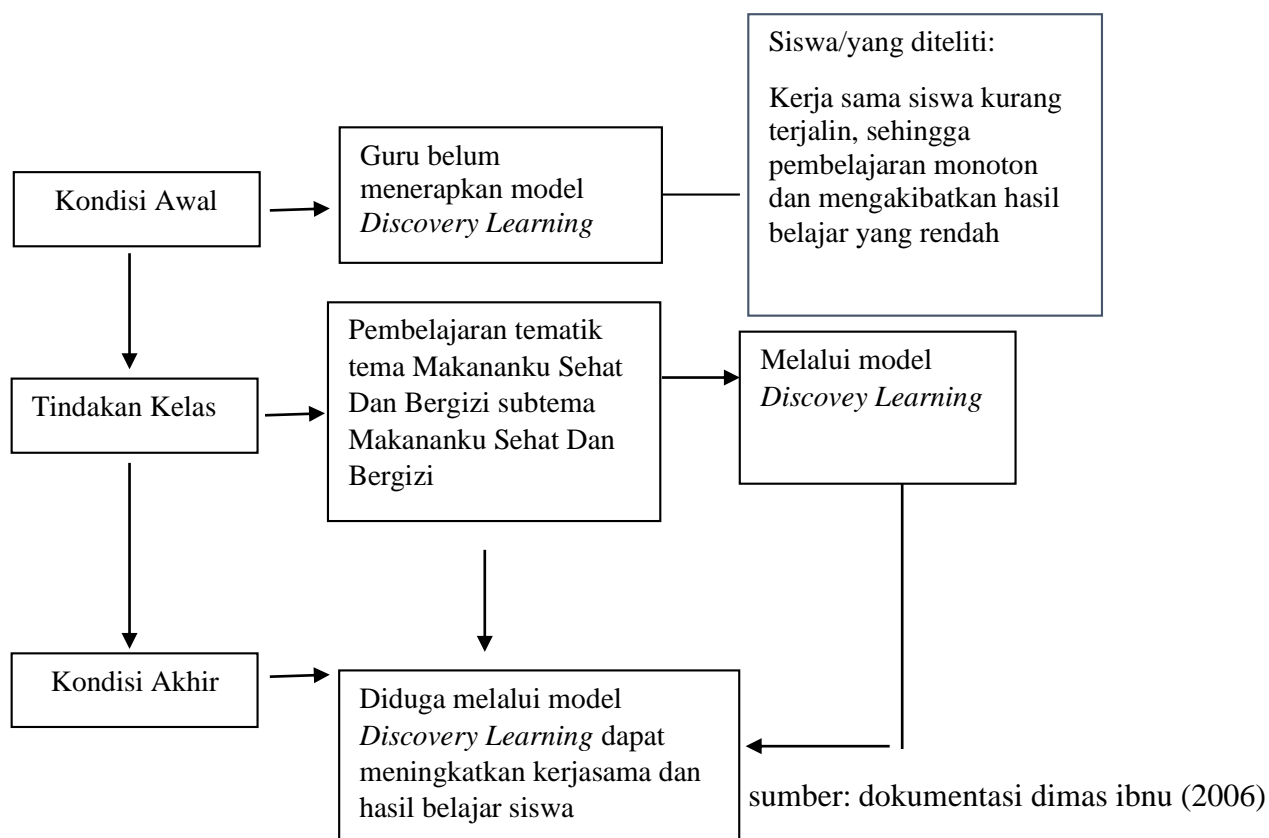 Siswa/yang diteliti:
Kerja sama siswa kurang
terjalin, sehingga
pembelajaran monoton
dan mengakibatkan hasil
belajar yang rendah
Guru belum
menerapkan model
Discovery Learning
Kondisi Awal
Pembelajaran tematik
tema Makananku Sehat
Dan Bergizi subtema
Makananku Sehat Dan
Bergizi
Melalui model
Discovey Learning
Tindakan Kelas
Kondisi Akhir
Diduga melalui model
Discovery Learning dapat
meningkatkan kerjasama dan
hasil belajar siswa
sumber: dokumentasi dimas ibnu (2006)